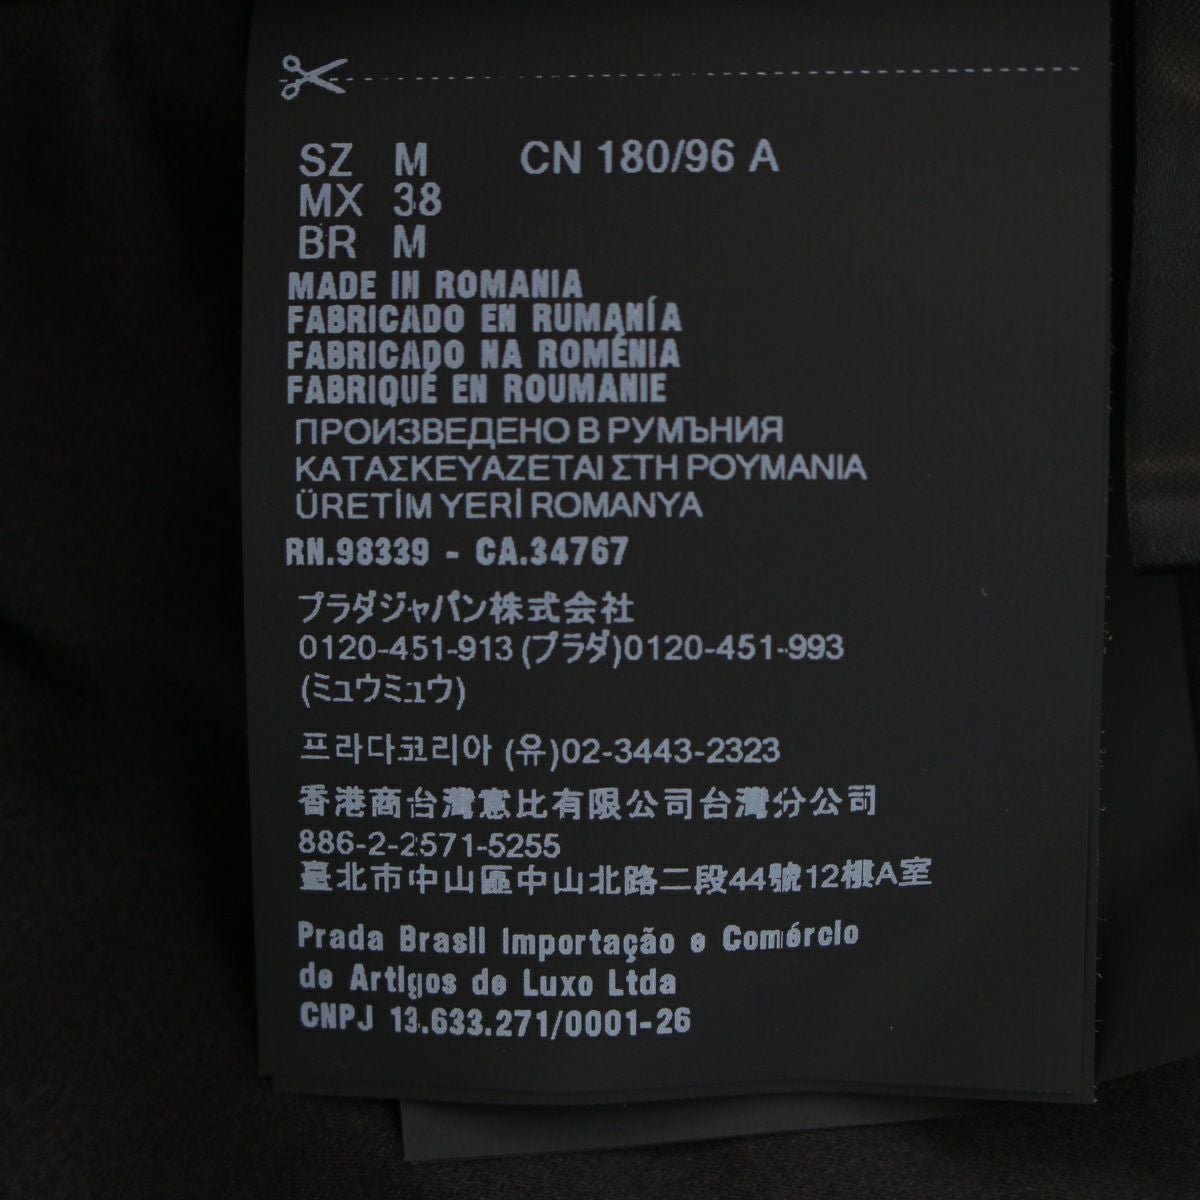 SZ M CN 180/96 A
MX 38
BR M
MADE IN ROMANIA
FABRICADO EN RUMANÍA
FABRICADO NA ROMÉNIA
FABRIQUÉ EN ROUMANIE
ПРОИЗВЕДЕНО В РУМЪНИЯ
ΚΑΤΑΣΚΕΥΑΖΕΤΑΙ ΣΤΗ ΡΟΥΜΑΝΙΑ
ÜRETİM YERİ ROMANYA
RN.98339 - CA.34767
プラダジャパン株式会社
0120-451-913 (プラダ)0120-451-993
(ミュウミュウ)
프라다코리아 (유)02-3443-2323
香港商台灣意比有限公司台灣分公司
886-2-2571-5255
臺北市中山區中山北路二段44號12樓A室
Prada Brasil Importação e Comércio
de Artigos de Luxo Ltda
CNPJ 13.633.271/0001-26